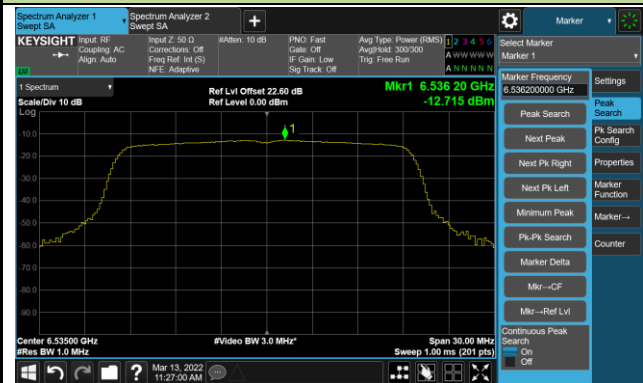 Spectrum Analyzer 1
Swept SA
Spectrum Analyzer 2
Swept SA
+
Marker
KEYSIGHT
Input: RF
Coupling: AC
Align: Auto
Input Z: 50 Ω
Corrections: Off
Freq Ref: Int (S)
NFE: Adaptive
#Atten: 10 dB
PNO: Fast
Gate: Off
IF Gain: Low
Sig Track: Off
Avg Type: Power (RMS)
Avg|Hold: 300/300
Trig: Free Run
1 2 3 4 5 6
A W W W W W
A N N N N N
LXI
Select Marker
Marker 1
1 Spectrum
Scale/Div 10 dB
Log
Ref Lvl Offset 22.60 dB
Ref Level 0.00 dBm
Mkr1 6.536 20 GHz
-12.715 dBm
1
-10.0
-20.0
-30.0
-40.0
-50.0
-60.0
-70.0
-80.0
-90.0
Center 6.53500 GHz
#Res BW 1.0 MHz
#Video BW 3.0 MHz*
Span 30.00 MHz
Sweep 1.00 ms (201 pts)
Marker Frequency
6.536200000 GHz
Peak Search
Next Peak
Next Pk Right
Next Pk Left
Minimum Peak
Pk-Pk Search
Marker Delta
Mkr→CF
Mkr→Ref Lvl
Continuous Peak
Search
On
Off
Settings
Peak
Search
Pk Search
Config
Properties
Marker
Function
Marker→
Counter
?
Mar 13, 2022
11:27:00 AM